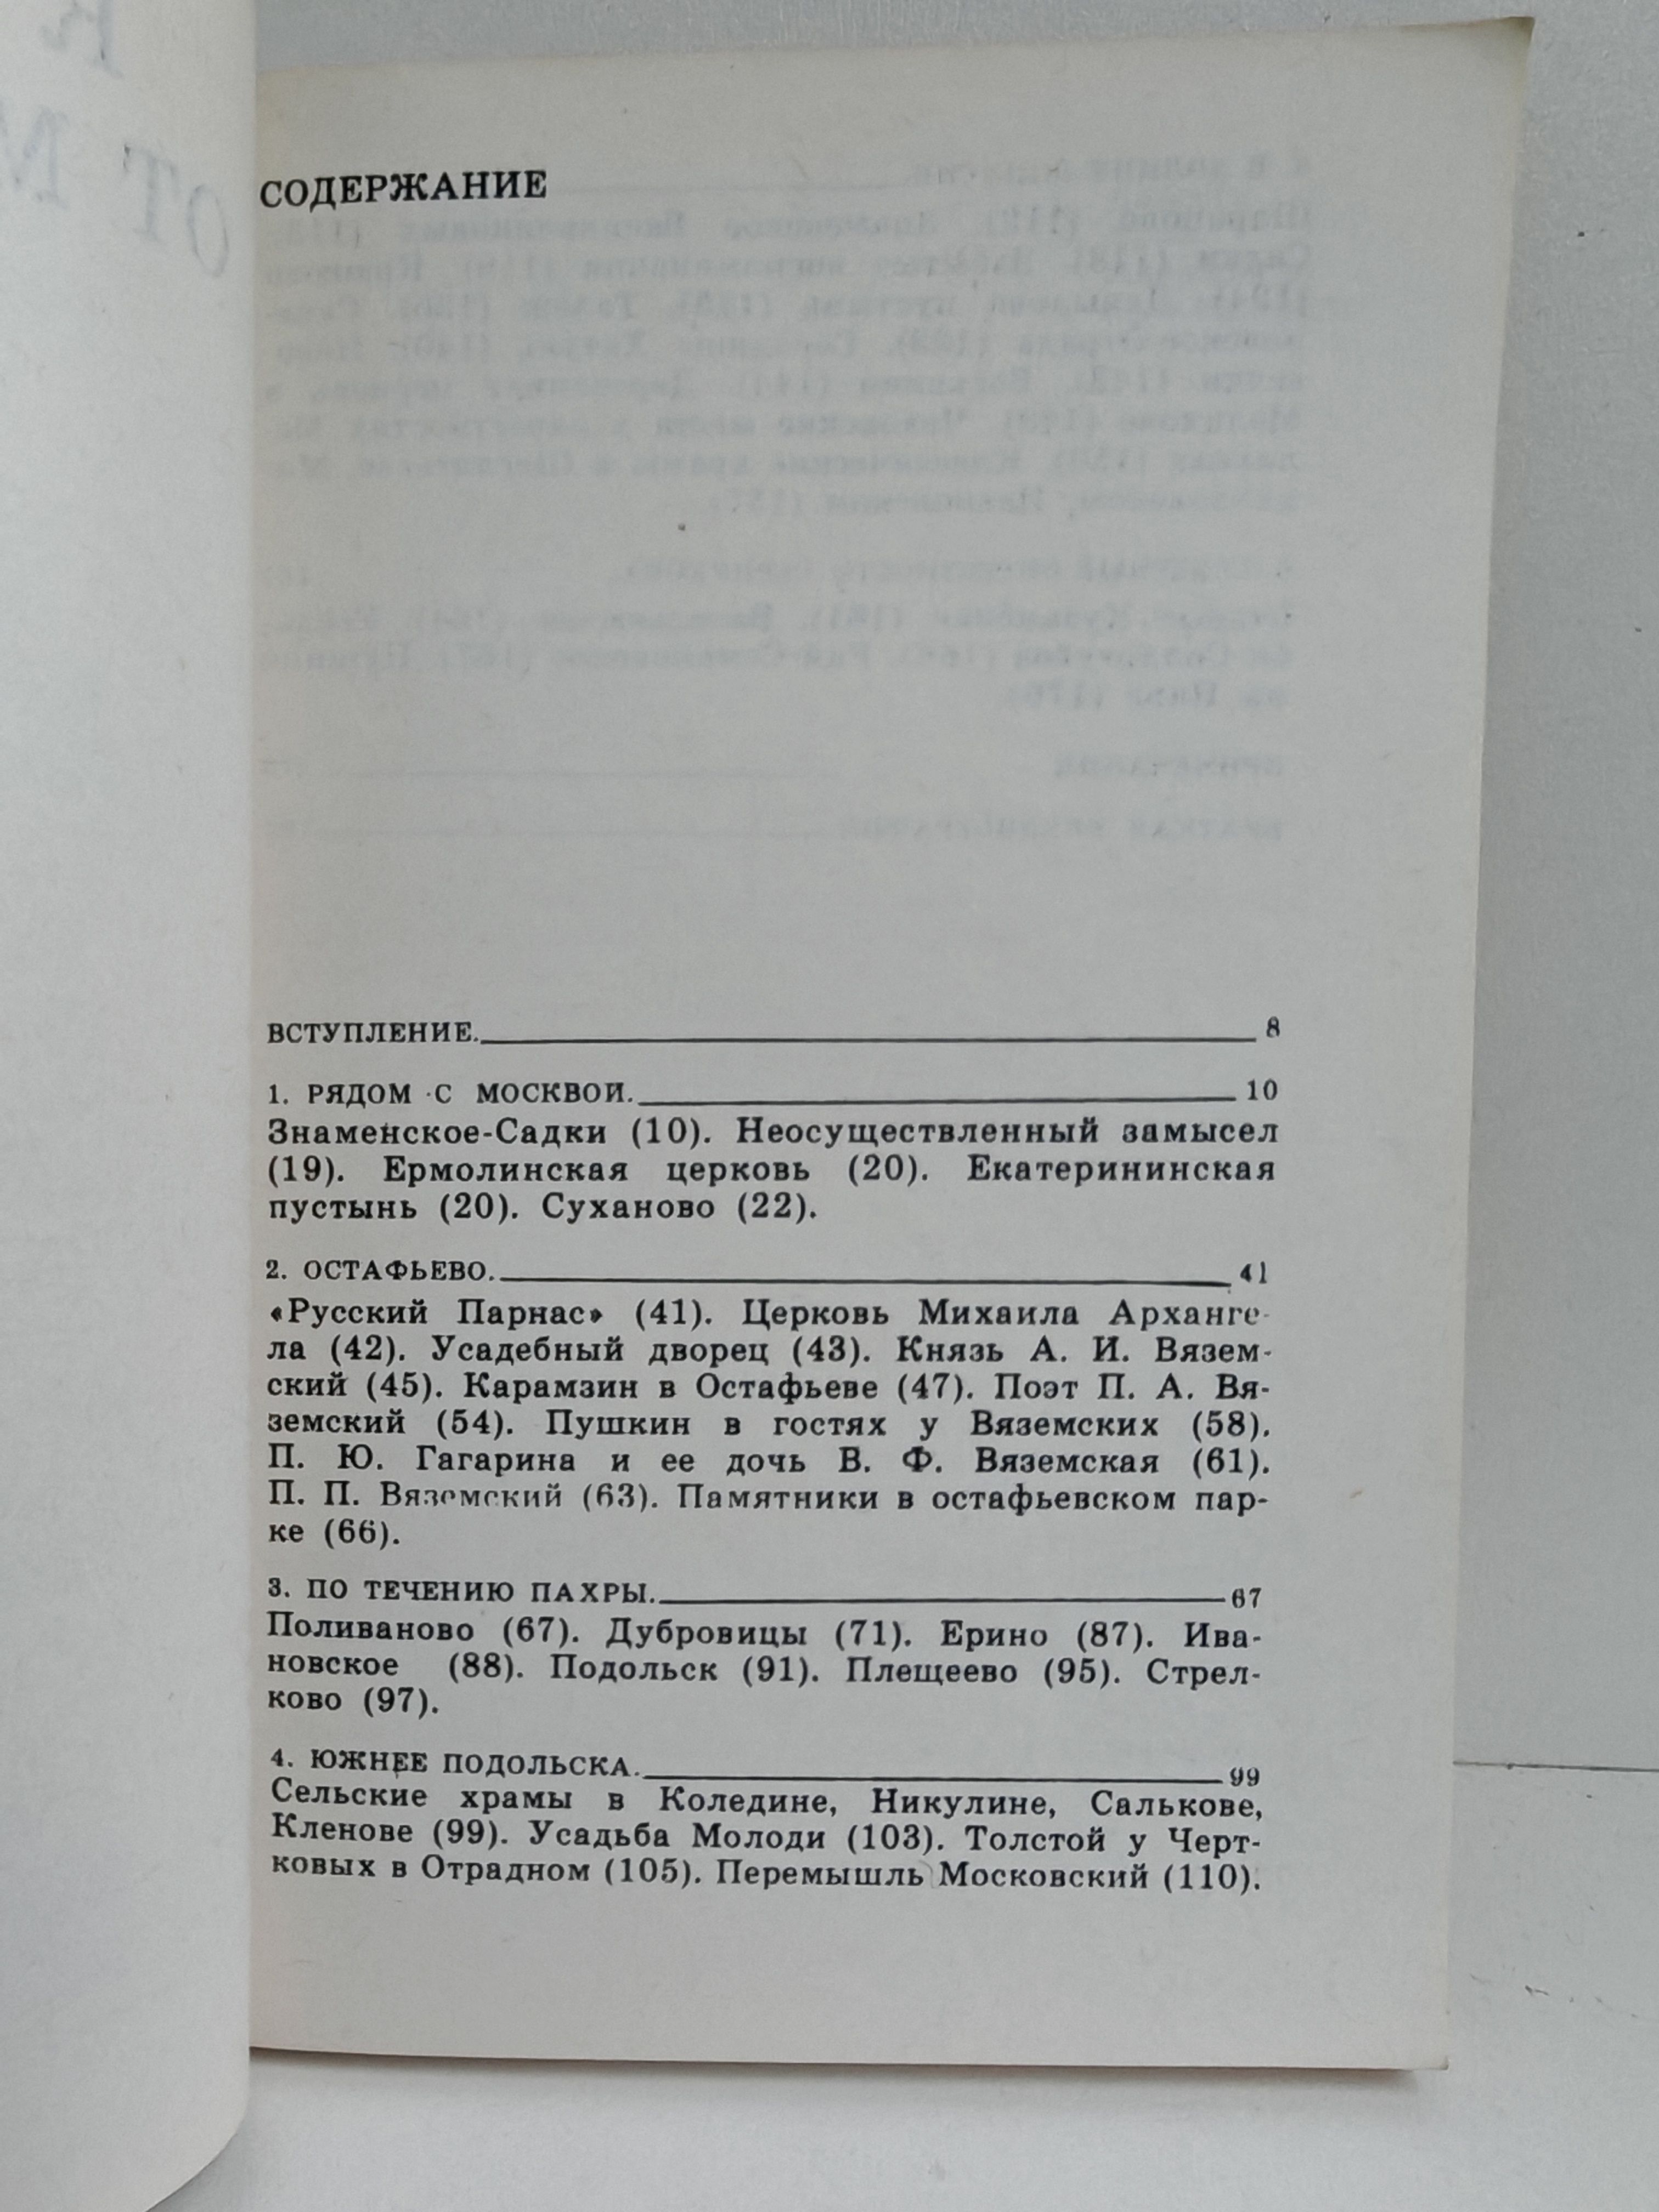 СОДЕРЖАНИЕ
ВСТУПЛЕНИЕ. 8
1. РЯДОМ С МОСКВОЙ. 10
Знаменское-Садки (10). Неосуществленный замысел
(19). Ермолинская церковь (20). Екатерининская
пустынь (20). Суханово (22).
2. ОСТАФЬЕВО. 41
«Русский Парнас» (41). Церковь Михаила Арханге-
ла (42). Усадебный дворец (43). Князь А. И. Вязем-
ский (45). Карамзин в Остафьеве (47). Поэт П. А. Вя-
земский (54). Пушкин в гостях у Вяземских (58).
П. Ю. Гагарина и ее дочь В. Ф. Вяземская (61).
П. П. Вяземский (63). Памятники в остафьевском пар-
ке (66).
3. ПО ТЕЧЕНИЮ ПАХРЫ. 67
Поливаново (67). Дубровицы (71). Ерино (87). Ива-
новское (88). Подольск (91). Плещеево (95). Стрел-
ково (97).
4. ЮЖНЕЕ ПОДОЛЬСКА. 99
Сельские храмы в Коледине, Никулине, Салькове,
Кленове (99). Усадьба Молоди (103). Толстой у Черт-
ковых в Отрадном (105). Перемышль Московский (110).